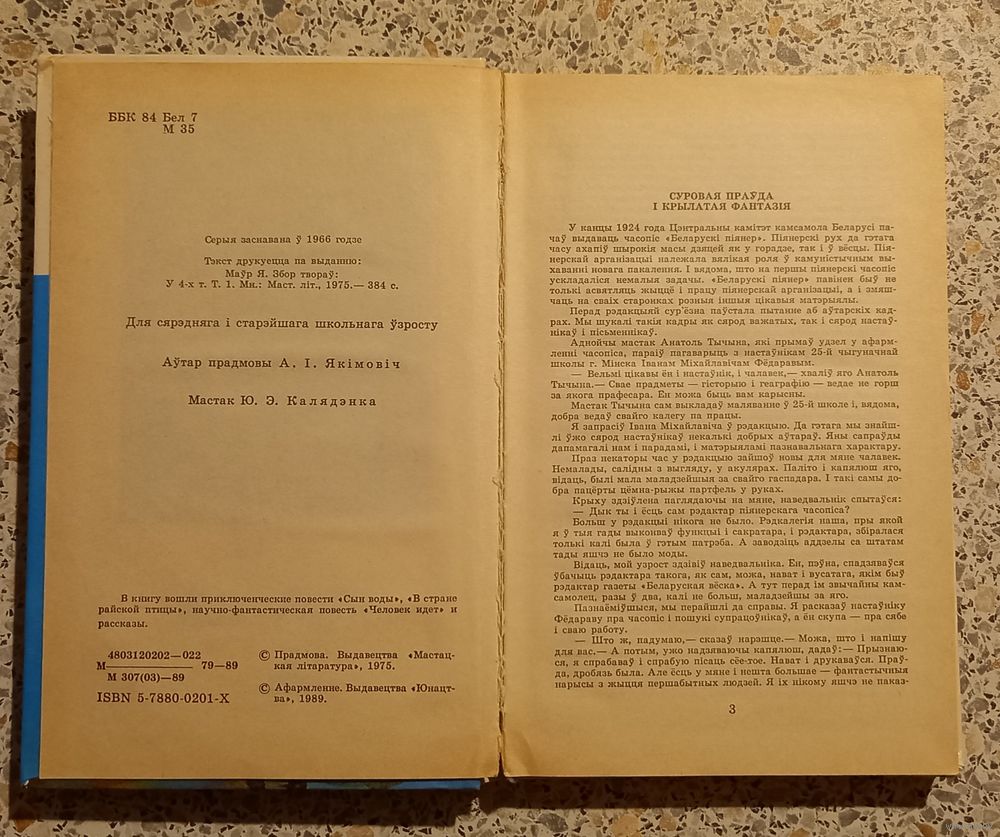 ББК 84 Бел 7
М 35
Серыя заснавана ў 1966 годзе
Тэкст друкуецца па выданню:
Маўр Я. Збор твораў:
У 4-х т. Т. 1. Мн.: Маст. літ., 1975.— 384 с.
Для сярэдняга і старэйшага школьнага ўзросту
Аўтар прадмовы А. І. Якімовіч
Мастак Ю. Э. Калядэнка
В книгу вошли приключенческие повести «Сын воды», «В стране
райской птицы», научно-фантастическая повесть «Человек идет» и
рассказы.
4803120202—022
М——— 79—89
М 307(03)—89
ISBN 5-7880-0201-X
© Прадмова. Выдавецтва «Мастац-
кая літаратура», 1975.
© Афармленне. Выдавецтва «Юнацт-
ва», 1989.
СУРОВАЯ ПРАЎДА
І КРЫЛАТАЯ ФАНТАЗІЯ
У канцы 1924 года Цэнтральны камітэт камсамола Беларусі па-
чаў выдаваць часопіс «Беларускі піянер». Піянерскі рух да гэтага
часу ахапіў шырокія масы дзяцей як у горадзе, так і ў вёсцы. Пія-
нерскай арганізацыі належала вялікая роля ў камуністычным вы-
хаванні новага пакалення. І вядома, што на першы піянерскі часопіс
ускладаліся немалыя задачы. «Беларускі піянер» павінен быў не
толькі асвятляць жыццё і працу піянерскай арганізацыі, а і змяш-
чаць на сваіх старонках розныя іншыя цікавыя матэрыялы.
Перад рэдакцыяй сур'ёзна паўстала пытанне аб аўтарскіх кад-
рах. Мы шукалі такія кадры як сярод важатых, так і сярод настаў-
нікаў і пісьменнікаў.
Аднойчы мастак Анатоль Тычына, які прымаў удзел у афарм-
ленні часопіса, параіў пагаварыць з настаўнікам 25-й чыгуначнай
школы г. Мінска Іванам Міхайлавічам Фёдаравым.
— Вельмі цікавы ён і настаўнік, і чалавек,— хваліў яго Анатоль
Тычына.— Свае прадметы — гісторыю і геаграфію — ведае не горш
за якога прафесара. Ён можа быць вам карысны.
Мастак Тычына сам выкладаў малявание ў 25-й школе і, вядома,
добра ведаў свайго калегу па працы.
Я запрасіў Івана Міхайлавіча ў рэдакцыю. Да гэтага мы знайш-
лі ўжо сярод настаўнікаў некалькі добрых аўтараў. Яны сапраўды
дапамагалі нам і парадамі, і матэрыяламі пазнавальнага характару.
Праз некаторы час у рэдакцыю зайшоў новы для мяне чалавек.
Немалады, салідны з выгляду, у акулярах. Паліто і капялюш яго,
відаць, былі мала маладзейшыя за свайго гаспадара. І такі самы до-
бра пацёрты цёмна-рыжы партфель у руках.
Крыху здзіўлена паглядаючы на мяне, наведвальнік спытаўся:
— Дык ты і ёсць сам рэдактар піянерскага часопіса?
Больш у рэдакцыі нікога не было. Рэдкалегія наша, пры якой
я ў тыя гады выконваў функцыі і сакратара, і рэдактара, збіралася
толькі калі была ў гэтым патрэба. А заводзіць аддзелы са штатам
тады яшчэ не было моды.
Відаць, мой узрост здзівіў наведвальніка. Ён, пэўна, спадзяваўся
ўбачыць рэдактара такога, як сам, можа, нават і вусатага, якім быў
рэдактар газеты «Беларуская вёска». А тут перад ім звычайны кам-
самолец, разы ў два, калі не больш, маладзейшы за яго.
Пазнаёміўшыся, мы перайшлі да справы. Я расказаў настаўніку
Фёдараву пра часопіс і пошукі супрацоўнікаў, а ён скупа — пра сябе
і сваю работу.
— Што ж, падумаю,— сказаў нарэшце.— Можа, што і напішу
для вас.— А потым, ужо надзяваючы капялюш, дадаў:— Прызнаю-
ся, я спрабаваў і спрабую пісаць сёе-тое. Нават і друкаваўся. Праў-
да, дробязь была. Але ёсць у мяне і нешта большае — фантастычныя
нарысы з жыцця першабытных людзей. Я іх нікому яшчэ не паказ-
3